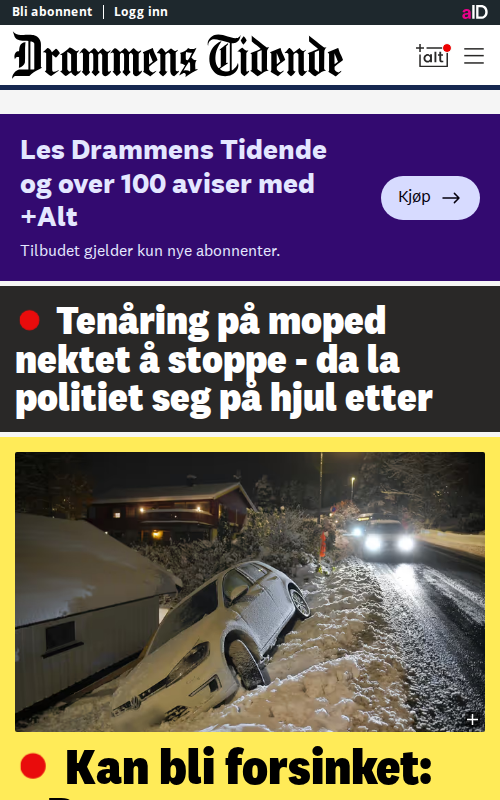 Bli abonnent | Logg inn
aID
Drammens Tidende
+alt
Les Drammens Tidende
og over 100 aviser med
+Alt
Kjøp →
Tilbudet gjelder kun nye abonnenter.
Tenåring på moped
nektet å stoppe - da la
politiet seg på hjul etter
Kan bli forsinket: